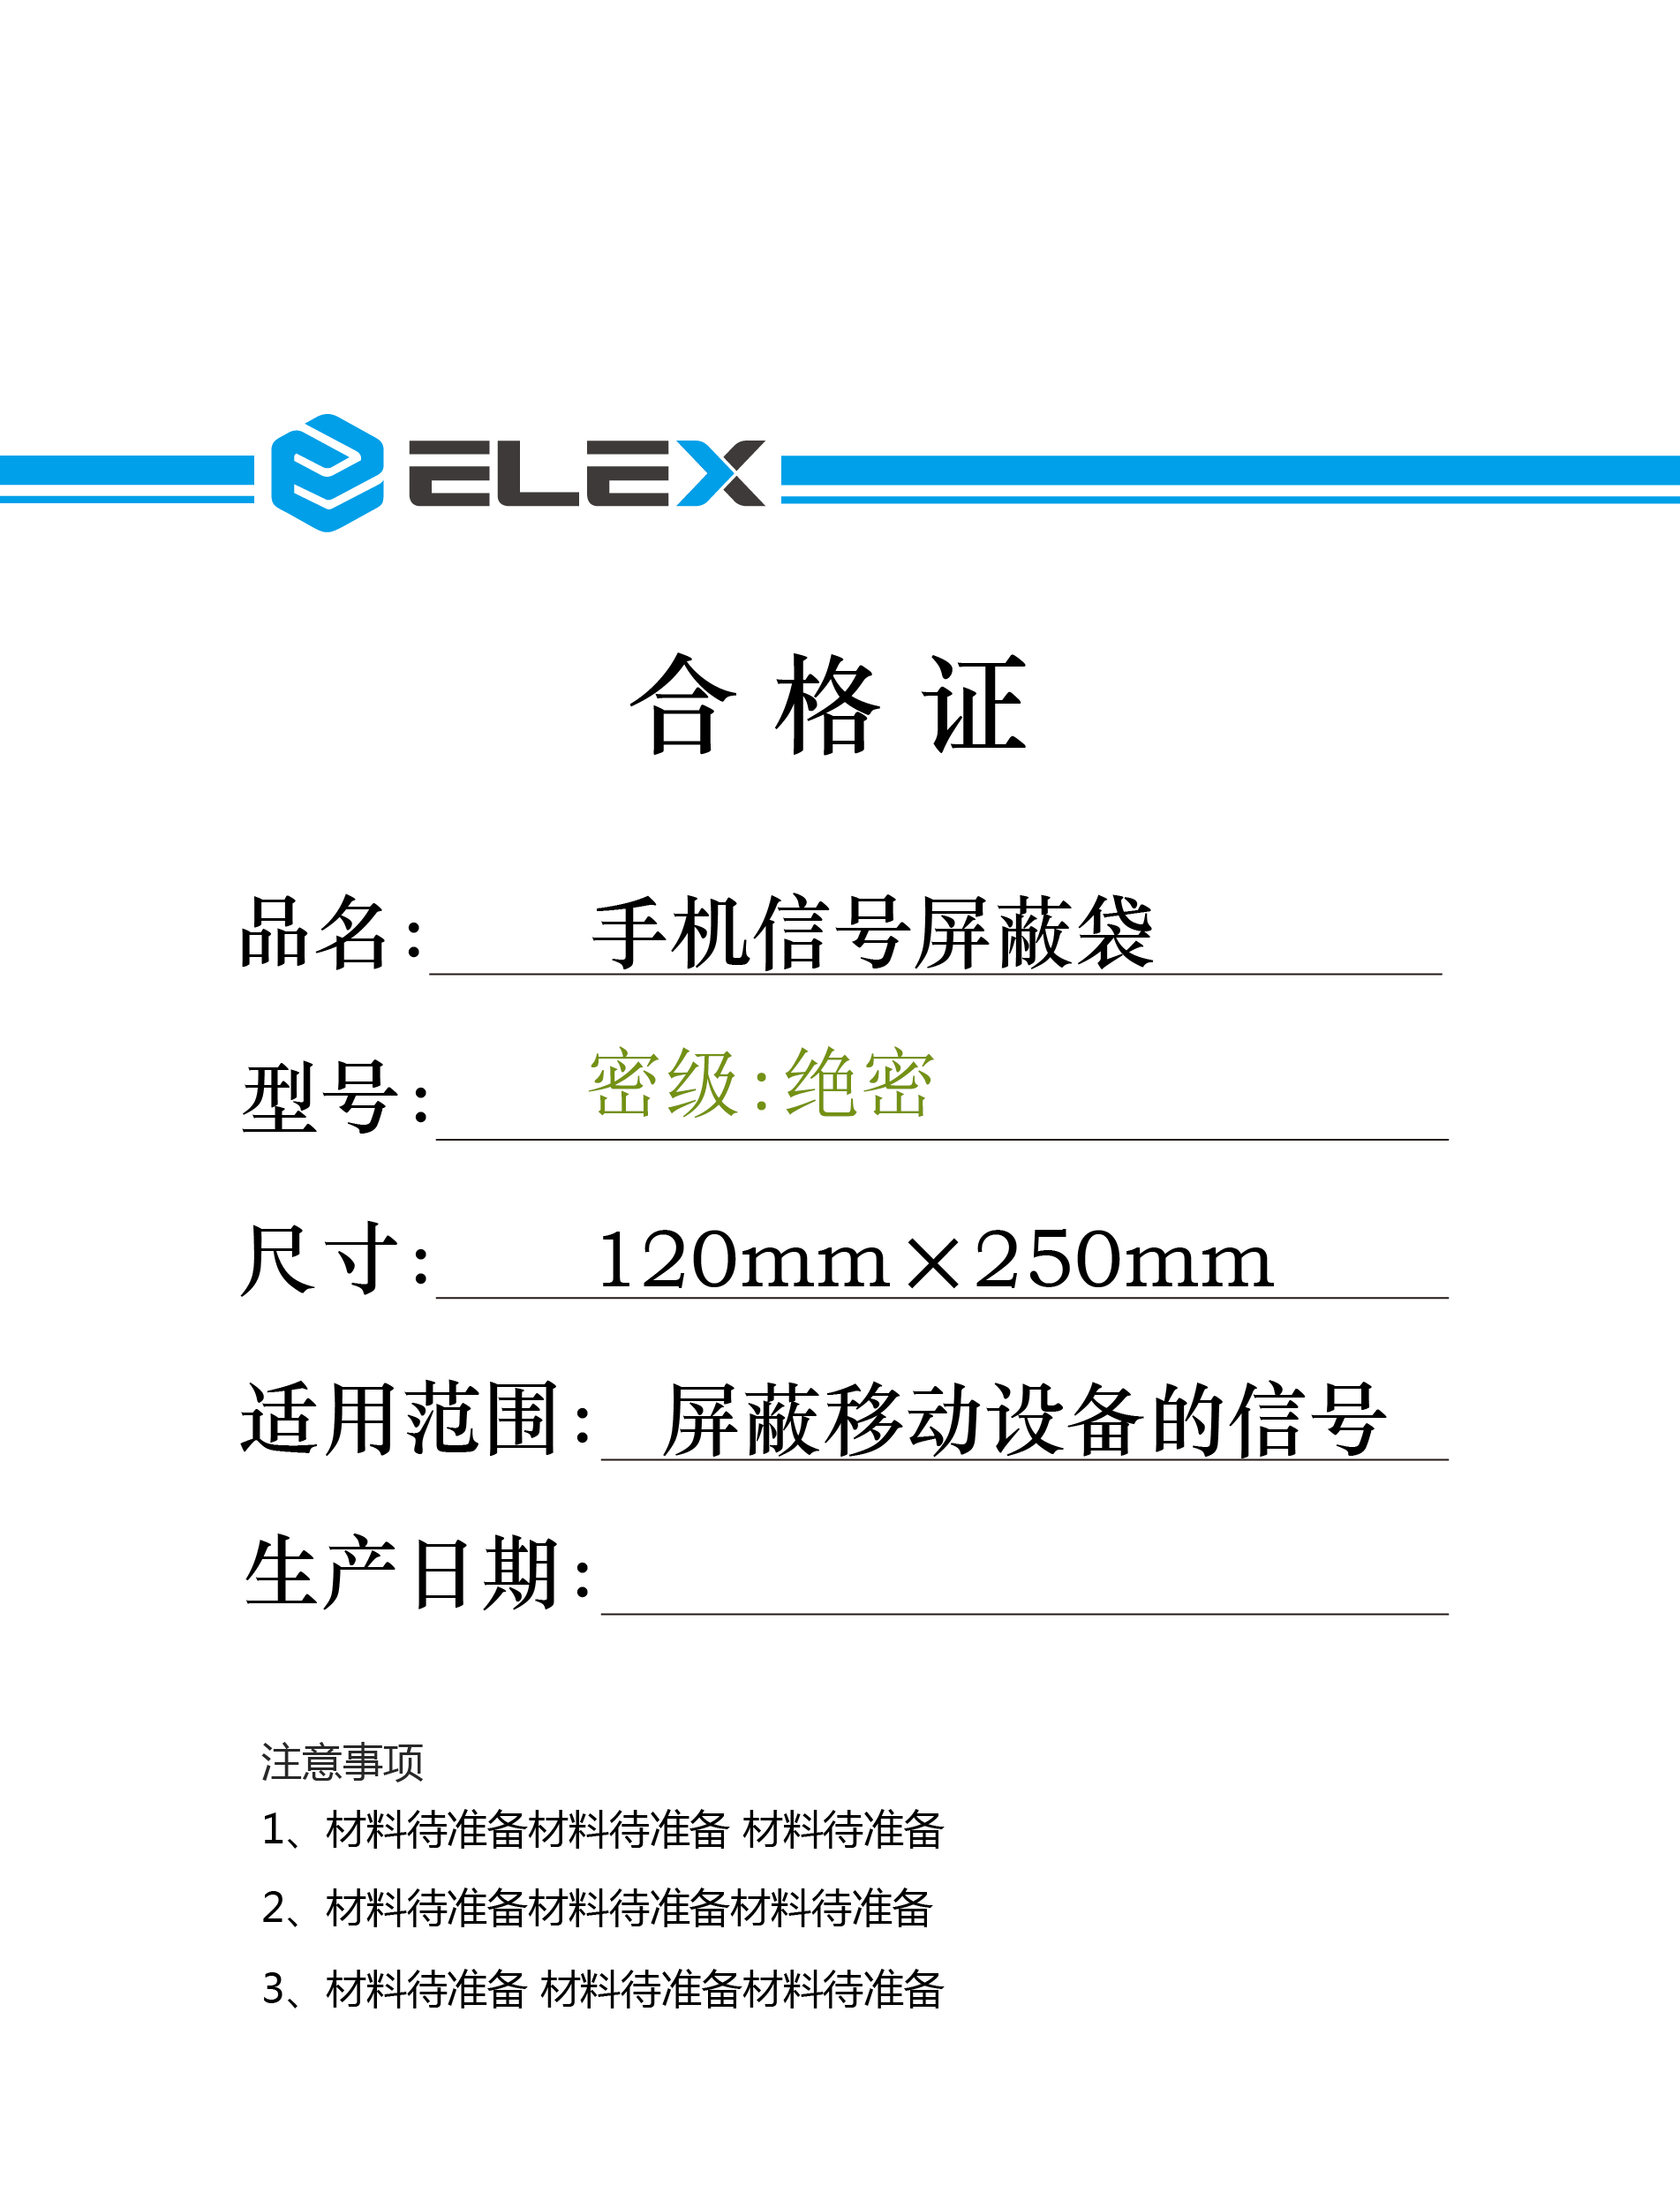 ELEX
合格证
品名：手机信号屏蔽袋
型号：密级：绝密
尺寸：120mm×250mm
适用范围：屏蔽移动设备的信号
生产日期：
注意事项
1、材料待准备材料待准备 材料待准备
2、材料待准备材料待准备材料待准备
3、材料待准备 材料待准备材料待准备